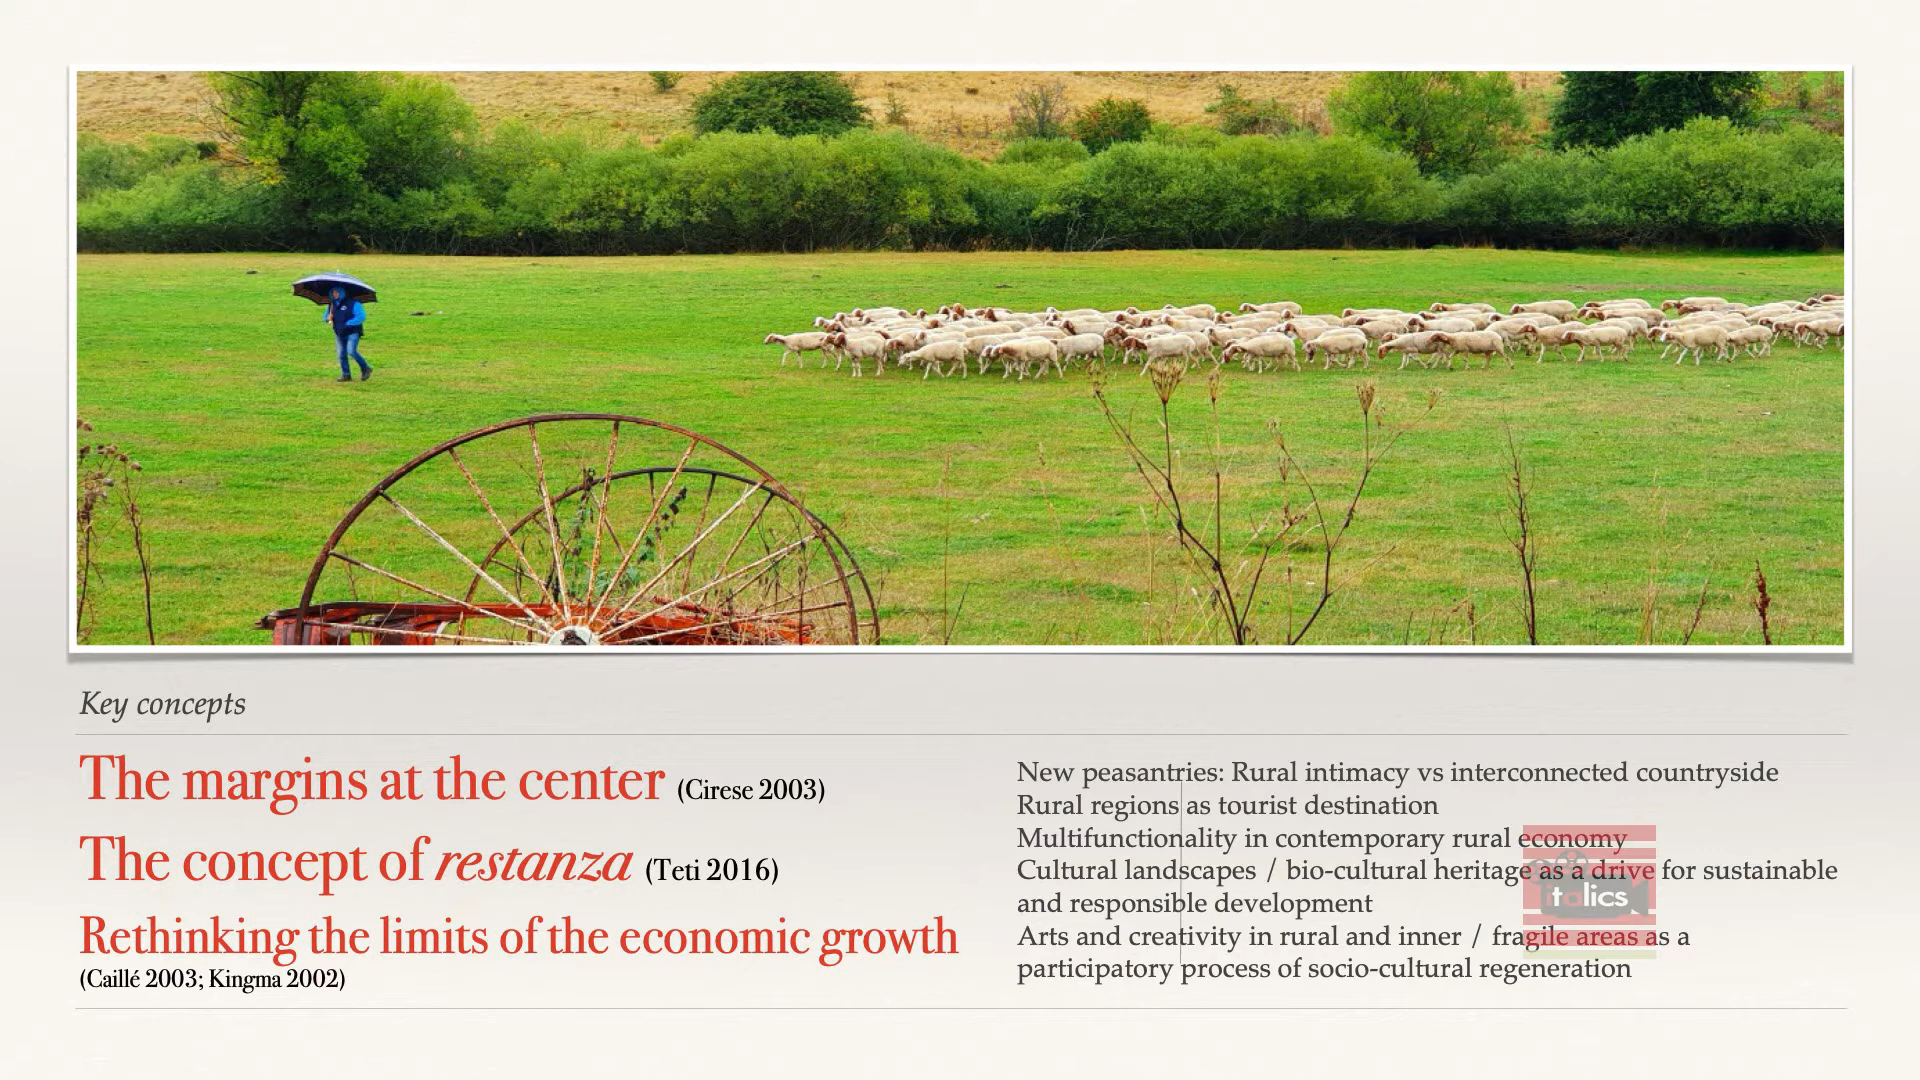 Key concepts
The margins at the center (Cirese 2003)
The concept of restanza (Teti 2016)
Rethinking the limits of the economic growth
(Caillé 2003; Kingma 2002)
New peasantries: Rural intimacy vs interconnected countryside
Rural regions as tourist destination
Multifunctionality in contemporary rural economy
Cultural landscapes / bio-cultural heritage as a drive for sustainable
and responsible development
Arts and creativity in rural and inner / fragile areas as a
participatory process of socio-cultural regeneration
italics